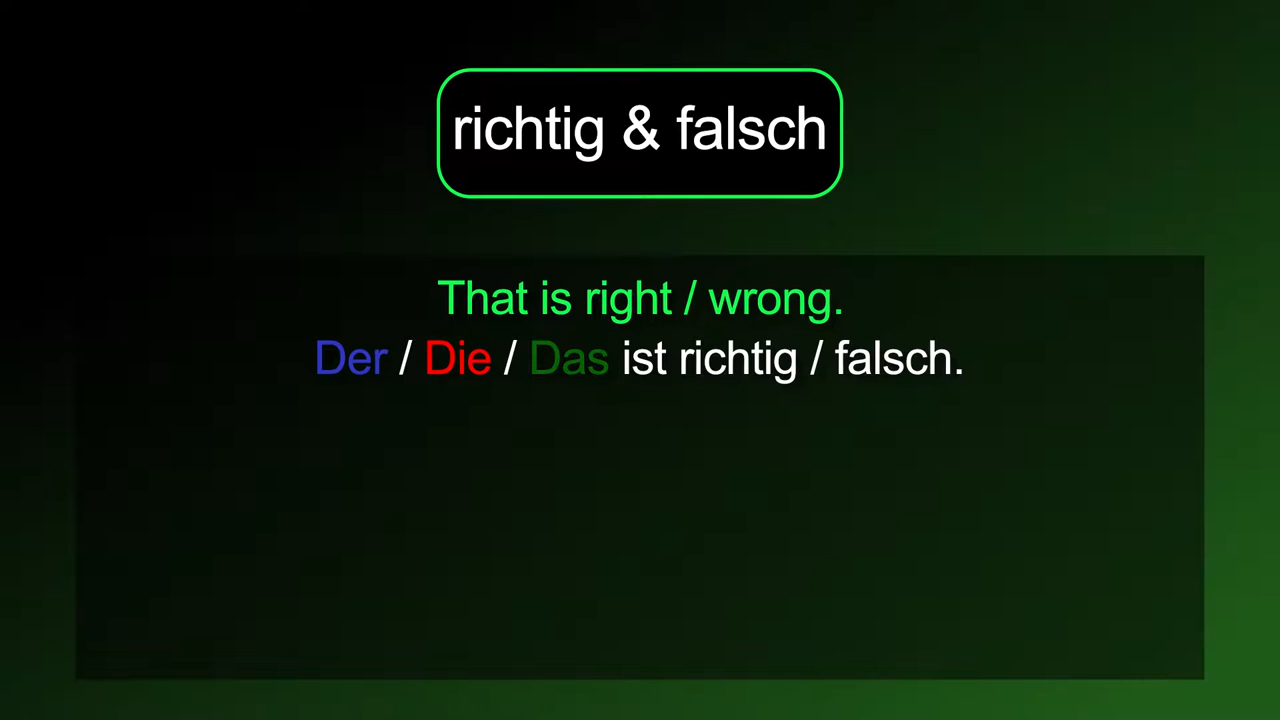 richtig & falsch
That is right / wrong.
Der / Die / Das ist richtig / falsch.